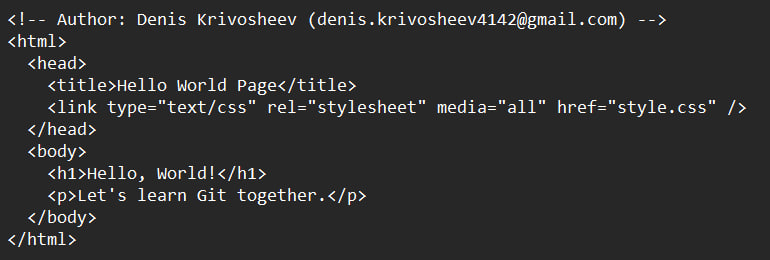 <!-- Author: Denis Krivosheev (denis.krivosheev4142@gmail.com) -->
<html>
  <head>
    <title>Hello World Page</title>
    <link type="text/css" rel="stylesheet" media="all" href="style.css" />
  </head>
  <body>
    <h1>Hello, World!</h1>
    <p>Let's learn Git together.</p>
  </body>
</html>